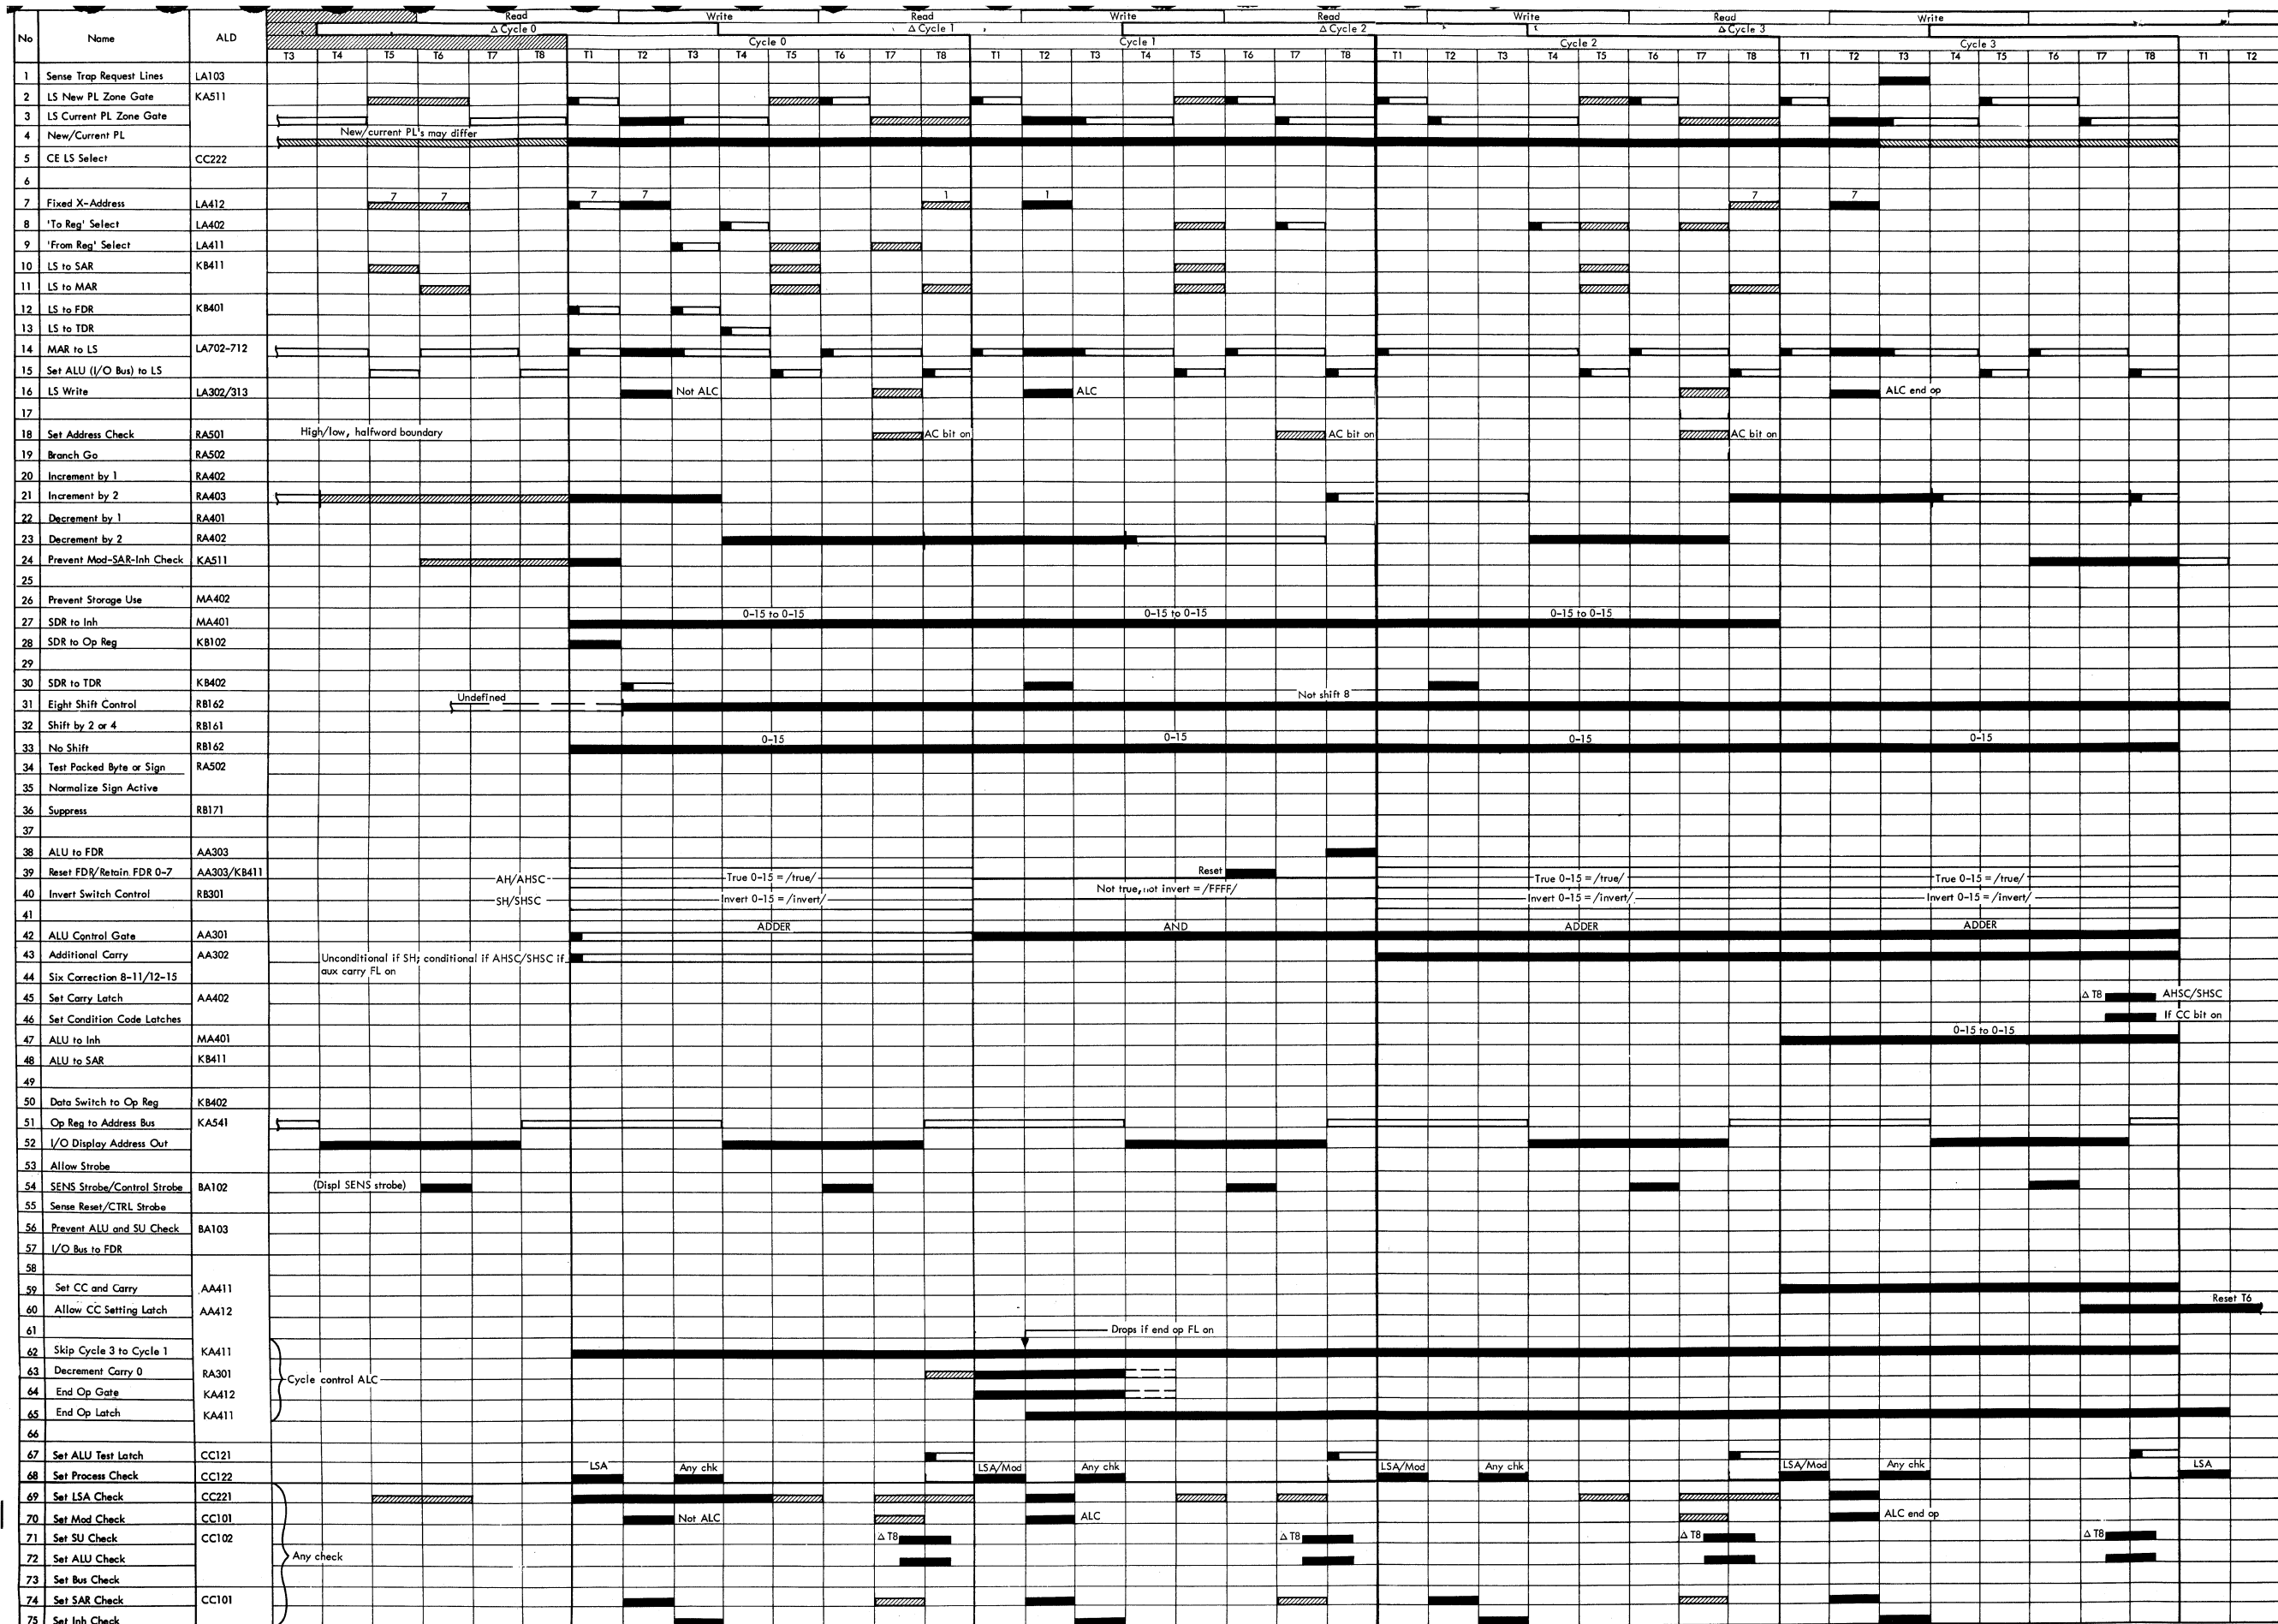 Read Write Read Write Read Write Read Write
Δ Cycle 0 Δ Cycle 1 Δ Cycle 2 Δ Cycle 3
No Name ALD
Cycle 0 Cycle 1 Cycle 2 Cycle 3
T3 T4 T5 T6 T7 T8 T1 T2 T3 T4 T5 T6 T7 T8 T1 T2 T3 T4 T5 T6 T7 T8 T1 T2 T3 T4 T5 T6 T7 T8 T1 T2 T3 T4 T5 T6 T7 T8 T1 T2
1 Sense Trap Request Lines LA103
2 LS New PL Zone Gate KA511
3 LS Current PL Zone Gate
4 New/Current PL New/current PL's may differ
5 CE LS Select CC222
6
7 Fixed X-Address LA412 7 7 7 7 1 1 7 7
8 'To Reg' Select LA402
9 'From Reg' Select LA411
10 LS to SAR KB411
11 LS to MAR
12 LS to FDR KB401
13 LS to TDR
14 MAR to LS LA702-712
15 Set ALU (I/O Bus) to LS
16 LS Write LA302/313 Not ALC ALC ALC end op
17
18 Set Address Check RA501 High/low, halfword boundary AC bit on AC bit on AC bit on
19 Branch Go RA502
20 Increment by 1 RA402
21 Increment by 2 RA403
22 Decrement by 1 RA401
23 Decrement by 2 RA402
24 Prevent Mod-SAR-Inh Check KA511
25
26 Prevent Storage Use MA402
27 SDR to Inh MA401 0-15 to 0-15 0-15 to 0-15 0-15 to 0-15
28 SDR to Op Reg KB102
29
30 SDR to TDR KB402
31 Eight Shift Control RB162 Undefined Not shift 8
32 Shift by 2 or 4 RB161
33 No Shift RB162 0-15 0-15 0-15 0-15
34 Test Packed Byte or Sign RA502
35 Normalize Sign Active
36 Suppress RB171
37
38 ALU to FDR AA303
39 Reset FDR/Retain FDR 0-7 AA303/KB411 AH/AHSC True 0-15 = /true/ Reset True 0-15 = /true/ True 0-15 = /true/
40 Invert Switch Control RB301 SH/SHSC Invert 0-15 = /invert/ Not true, not invert = /FFFF/ Invert 0-15 = /invert/ Invert 0-15 = /invert/
41
42 ALU Control Gate AA301 ADDER AND ADDER ADDER
43 Additional Carry AA302 Unconditional if SH; conditional if AHSC/SHSC if
aux carry FL on
44 Six Correction 8-11/12-15
45 Set Carry Latch AA402 Δ T8 AHSC/SHSC
46 Set Condition Code Latches If CC bit on
47 ALU to Inh MA401 0-15 to 0-15
48 ALU to SAR KB411
49
50 Data Switch to Op Reg KB402
51 Op Reg to Address Bus KA541
52 I/O Display Address Out
53 Allow Strobe
54 SENS Strobe/Control Strobe BA102 (Displ SENS strobe)
55 Sense Reset/CTRL Strobe
56 Prevent ALU and SU Check BA103
57 I/O Bus to FDR
58
59 Set CC and Carry AA411
60 Allow CC Setting Latch AA412 Reset T6
61 Drops if end op FL on
62 Skip Cycle 3 to Cycle 1 KA411
63 Decrement Carry 0 RA301 Cycle control ALC
64 End Op Gate KA412
65 End Op Latch KA411
66
67 Set ALU Test Latch CC121
68 Set Process Check CC122 LSA Any chk LSA/Mod Any chk LSA/Mod Any chk LSA/Mod Any chk LSA
69 Set LSA Check CC221
70 Set Mod Check CC101 Not ALC ALC ALC end op
71 Set SU Check CC102 Δ T8 Δ T8 Δ T8 Δ T8
72 Set ALU Check Any check
73 Set Bus Check
74 Set SAR Check CC101
75 Set Inh Check